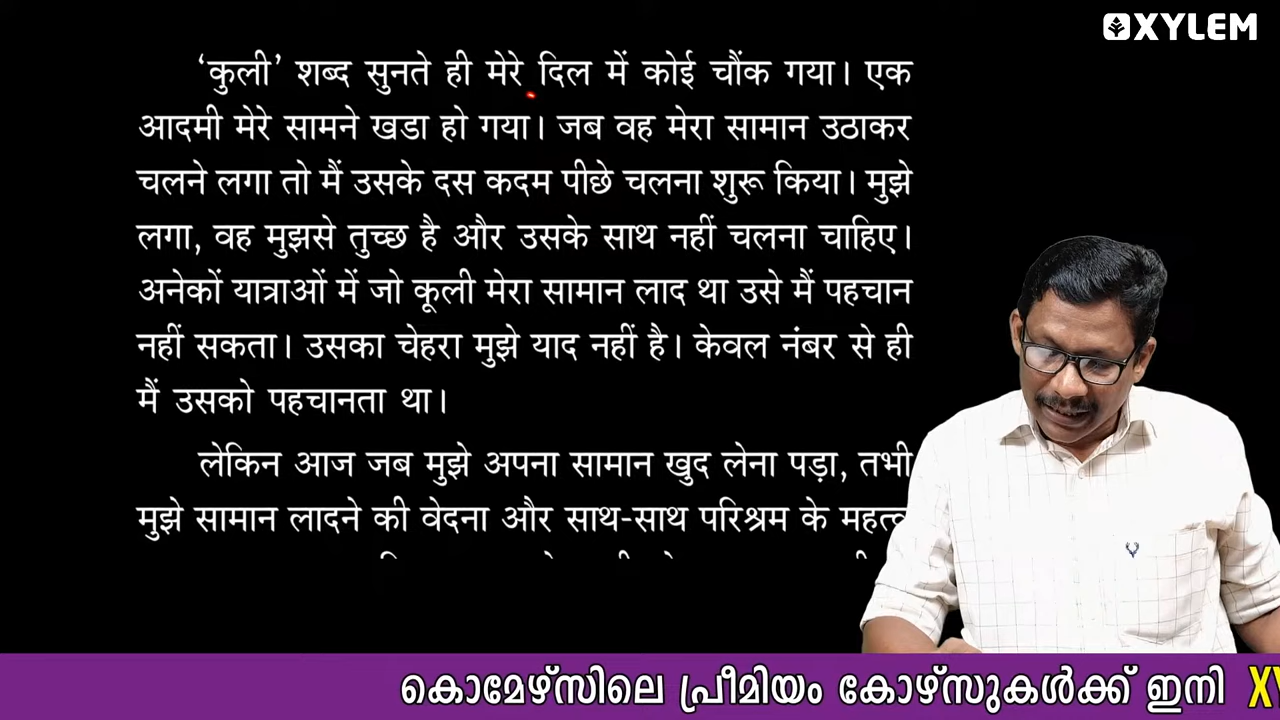 XYLEM
‘कुली’ शब्द सुनते ही मेरे दिल में कोई चौंक गया। एक
आदमी मेरे सामने खडा हो गया। जब वह मेरा सामान उठाकर
चलने लगा तो मैं उसके दस कदम पीछे चलना शुरू किया। मुझे
लगा, वह मुझसे तुच्छ है और उसके साथ नहीं चलना चाहिए।
अनेकों यात्राओं में जो कूली मेरा सामान लाद था उसे मैं पहचान
नहीं सकता। उसका चेहरा मुझे याद नहीं है। केवल नंबर से ही
मैं उसको पहचानता था।
लेकिन आज जब मुझे अपना सामान खुद लेना पड़ा, तभी
मुझे सामान लादने की वेदना और साथ-साथ परिश्रम के
കൊമേഴ്സിലെ പ്രീമിയം കോഴ്സുകൾക്ക് ഇനി